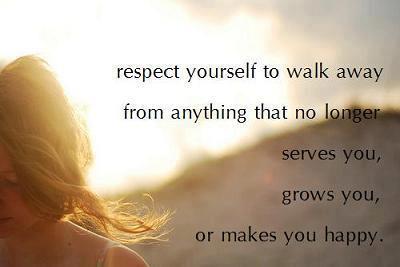 respect yourself to walk away
from anything that no longer
serves you,
grows you,
or makes you happy.